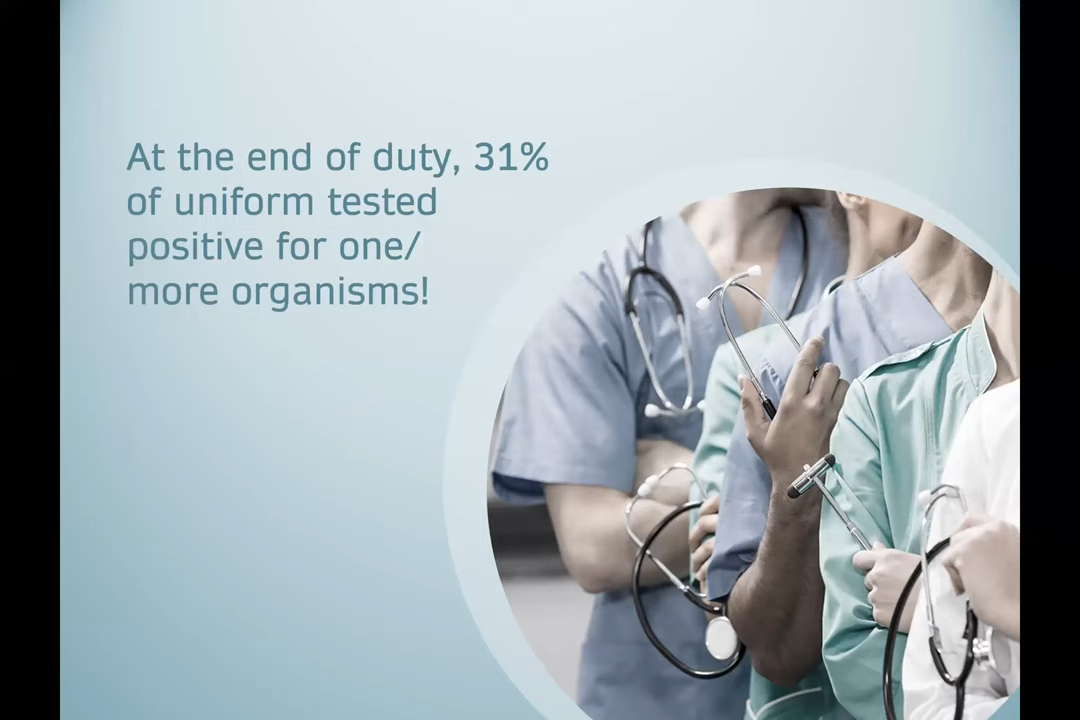 At the end of duty, 31%
of uniform tested
positive for one/
more organisms!